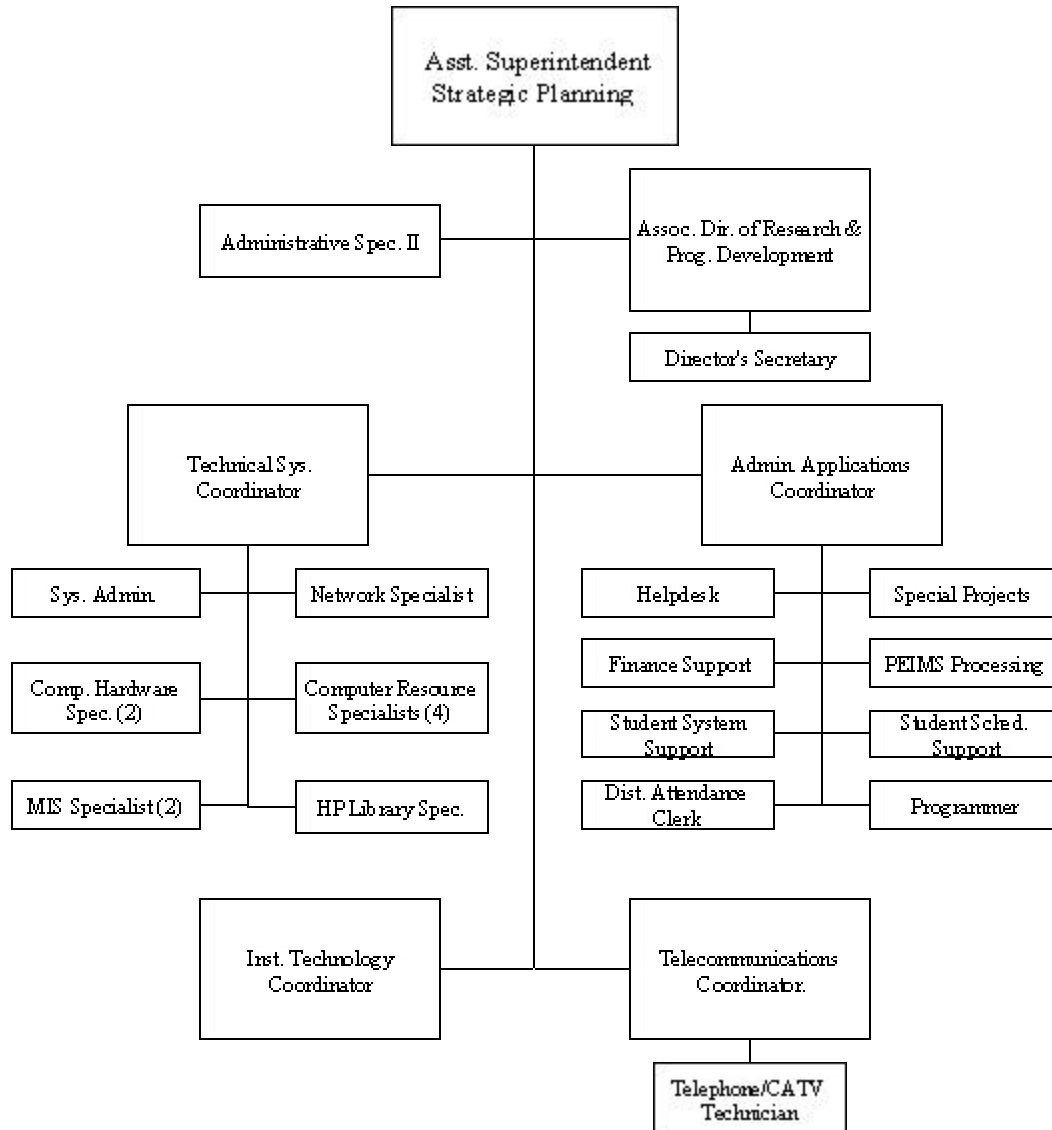 Asst. Superintendent
Strategic Planning
Administrative Spec. II
Assoc. Dir. of Research &
Prog. Development
Director's Secretary
Technical Sys.
Coordinator
Admin. Applications
Coordinator
Sys. Admin.
Network Specialist
Helpdesk
Special Projects
Comp. Hardware
Spec. (2)
Computer Resource
Specialists (4)
Finance Support
PEIMS Processing
Student System
Support
Student Sched.
Support
MIS Specialist (2)
HP Library Spec.
Dist. Attendance
Clerk
Programmer
Inst. Technology
Coordinator
Telecommunications
Coordinator.
Telephone/CATV
Technician